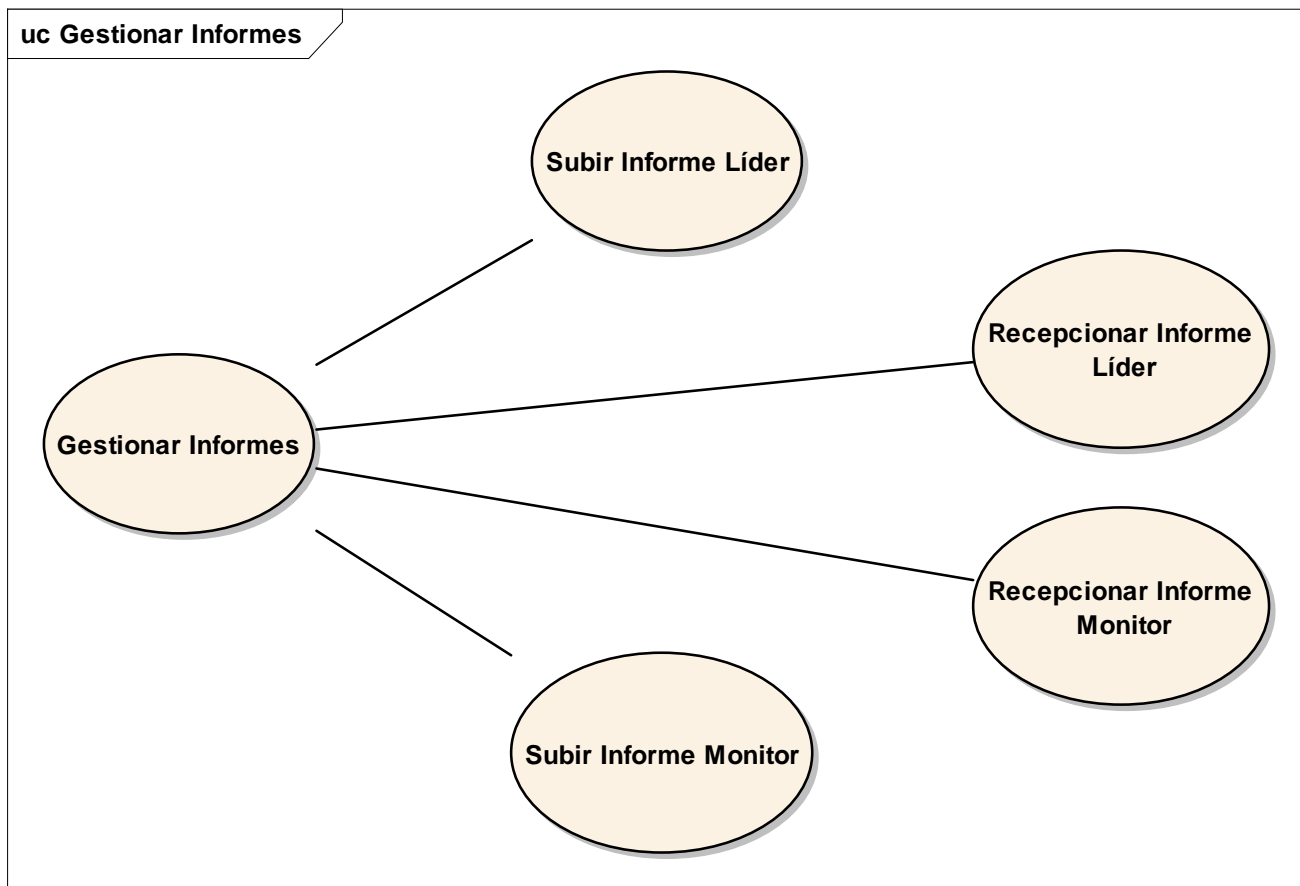 uc Gestionar Informes
Subir Informe Líder
Recepcionar Informe
Líder
Gestionar Informes
Recepcionar Informe
Monitor
Subir Informe Monitor